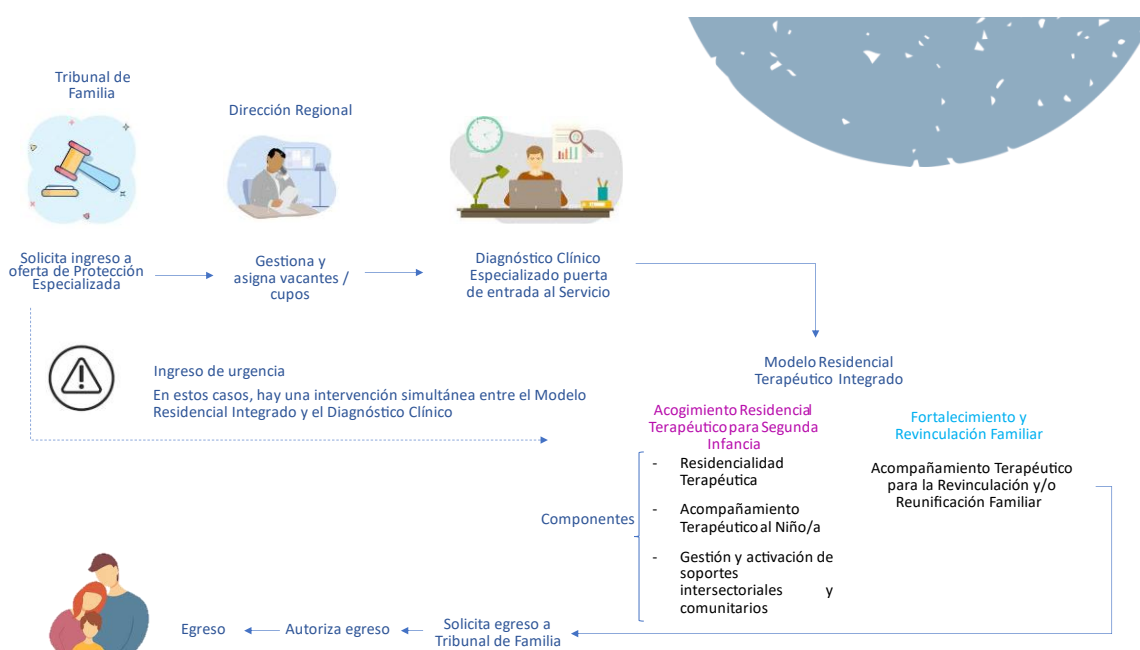 Tribunal de
Familia
Dirección Regional
Solicita ingreso a
oferta de Protección
Especializada
Gestiona y
asigna vacantes /
cupos
Diagnóstico Clínico
Especializado puerta
de entrada al Servicio
Ingreso de urgencia
En estos casos, hay una intervención simultánea entre el Modelo
Residencial Integrado y el Diagnóstico Clínico
Modelo Residencial
Terapéutico Integrado
Acogimiento Residencial
Terapéutico para Segunda
Infancia
Fortalecimiento y
Revinculación Familiar
Componentes
- Residencialidad
Terapéutica
- Acompañamiento
Terapéutico al Niño/a
- Gestión y activación de
soportes
intersectoriales y
comunitarios
Acompañamiento Terapéutico
para la Revinculación y/o
Reunificación Familiar
Egreso
Autoriza egreso
Solicita egreso a
Tribunal de Familia